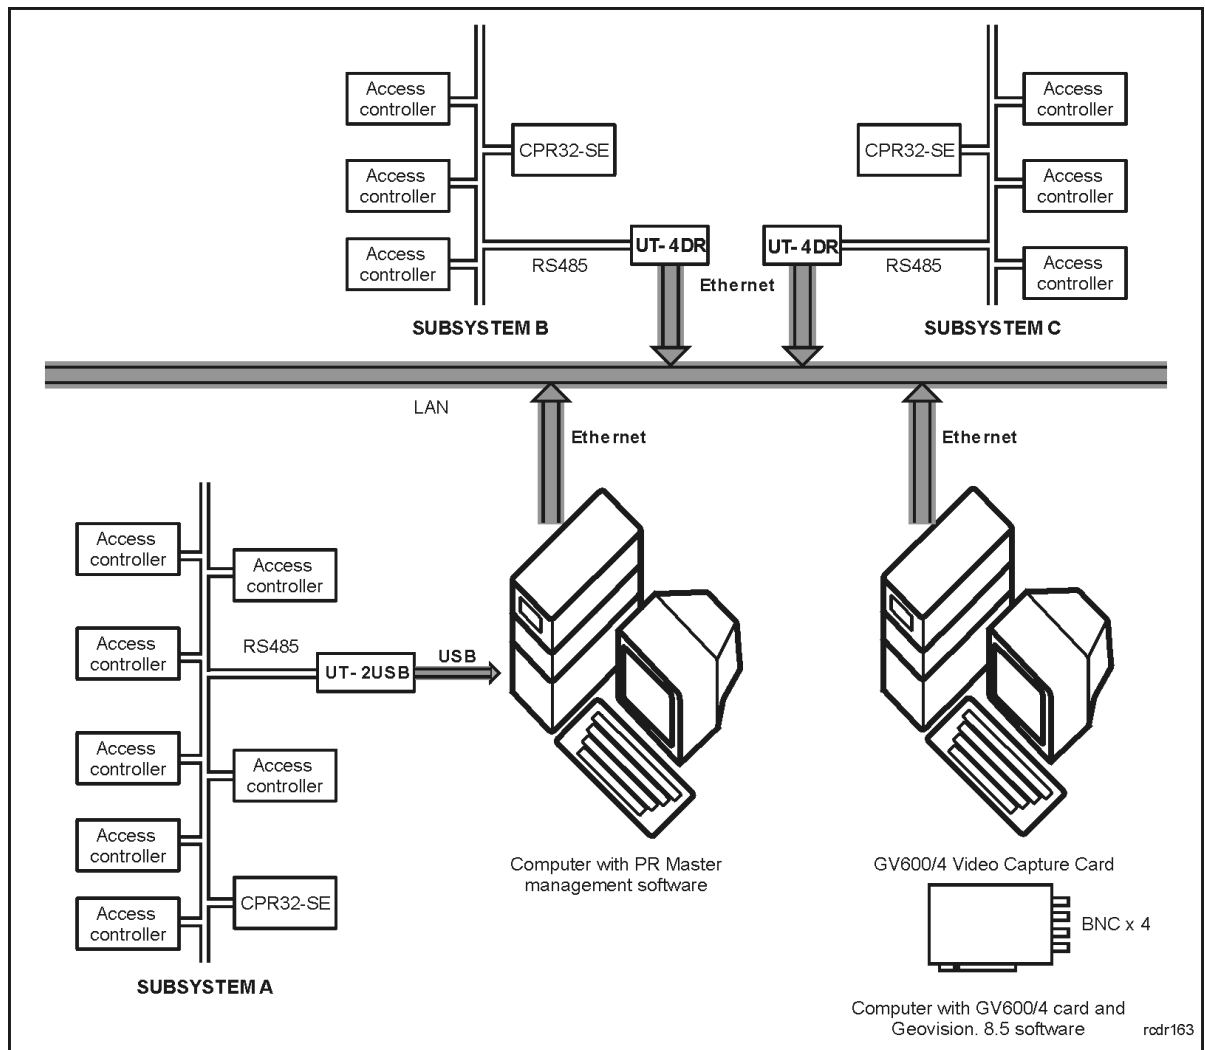 Access
controller
Access
controller
Access
controller
CPR32-SE
UT-4DR
RS485
SUBSYSTEM B
Access
controller
Access
controller
Access
controller
CPR32-SE
UT-4DR
RS485
SUBSYSTEM C
Ethernet
LAN
Ethernet
Ethernet
Access
controller
Access
controller
Access
controller
RS485
UT-2USB
USB
Access
controller
Access
controller
Access
controller
Access
controller
CPR32-SE
SUBSYSTEM A
Computer with PR Master
management software
GV600/4 Video Capture Card
BNC x 4
Computer with GV600/4 card and
Geovision. 8.5 software
rcdr163